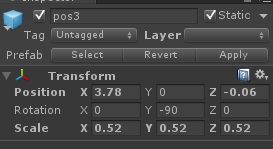 pos3 Static
Tag Untagged Layer
Prefab Select Revert Apply
Transform
Position X 3.78 Y 0 Z -0.06
Rotation X 0 Y -90 Z 0
Scale X 0.52 Y 0.52 Z 0.52